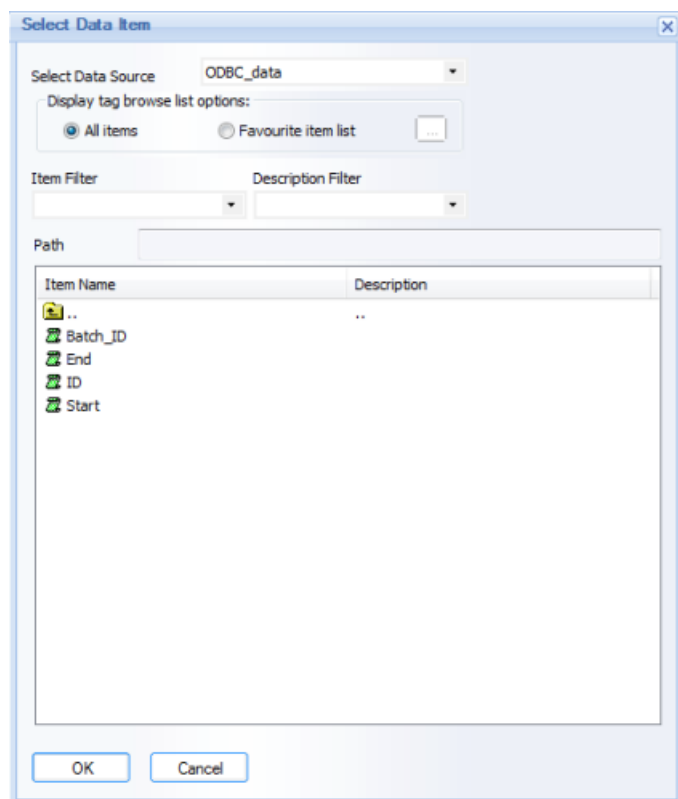 Select Data Item
Select Data Source ODBC_data
Display tag browse list options:
All items Favourite item list ...
Item Filter Description Filter
Path
Item Name Description
.. ..
Batch_ID
End
ID
Start
OK Cancel